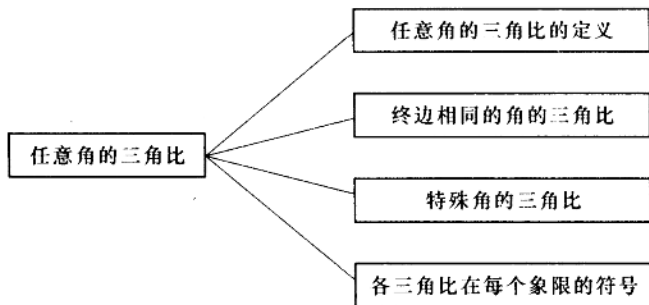 任意角的三角比的定义
终边相同的角的三角比
任意角的三角比
特殊角的三角比
各三角比在每个象限的符号